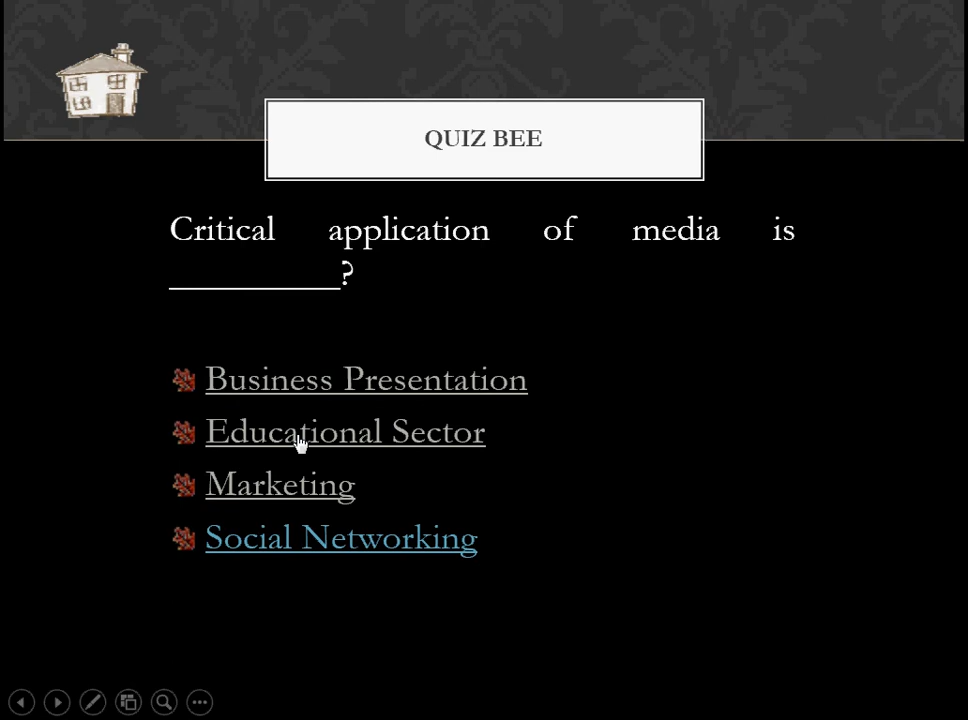 QUIZ BEE
Critical application of media is
__________?
Business Presentation
Educational Sector
Marketing
Social Networking